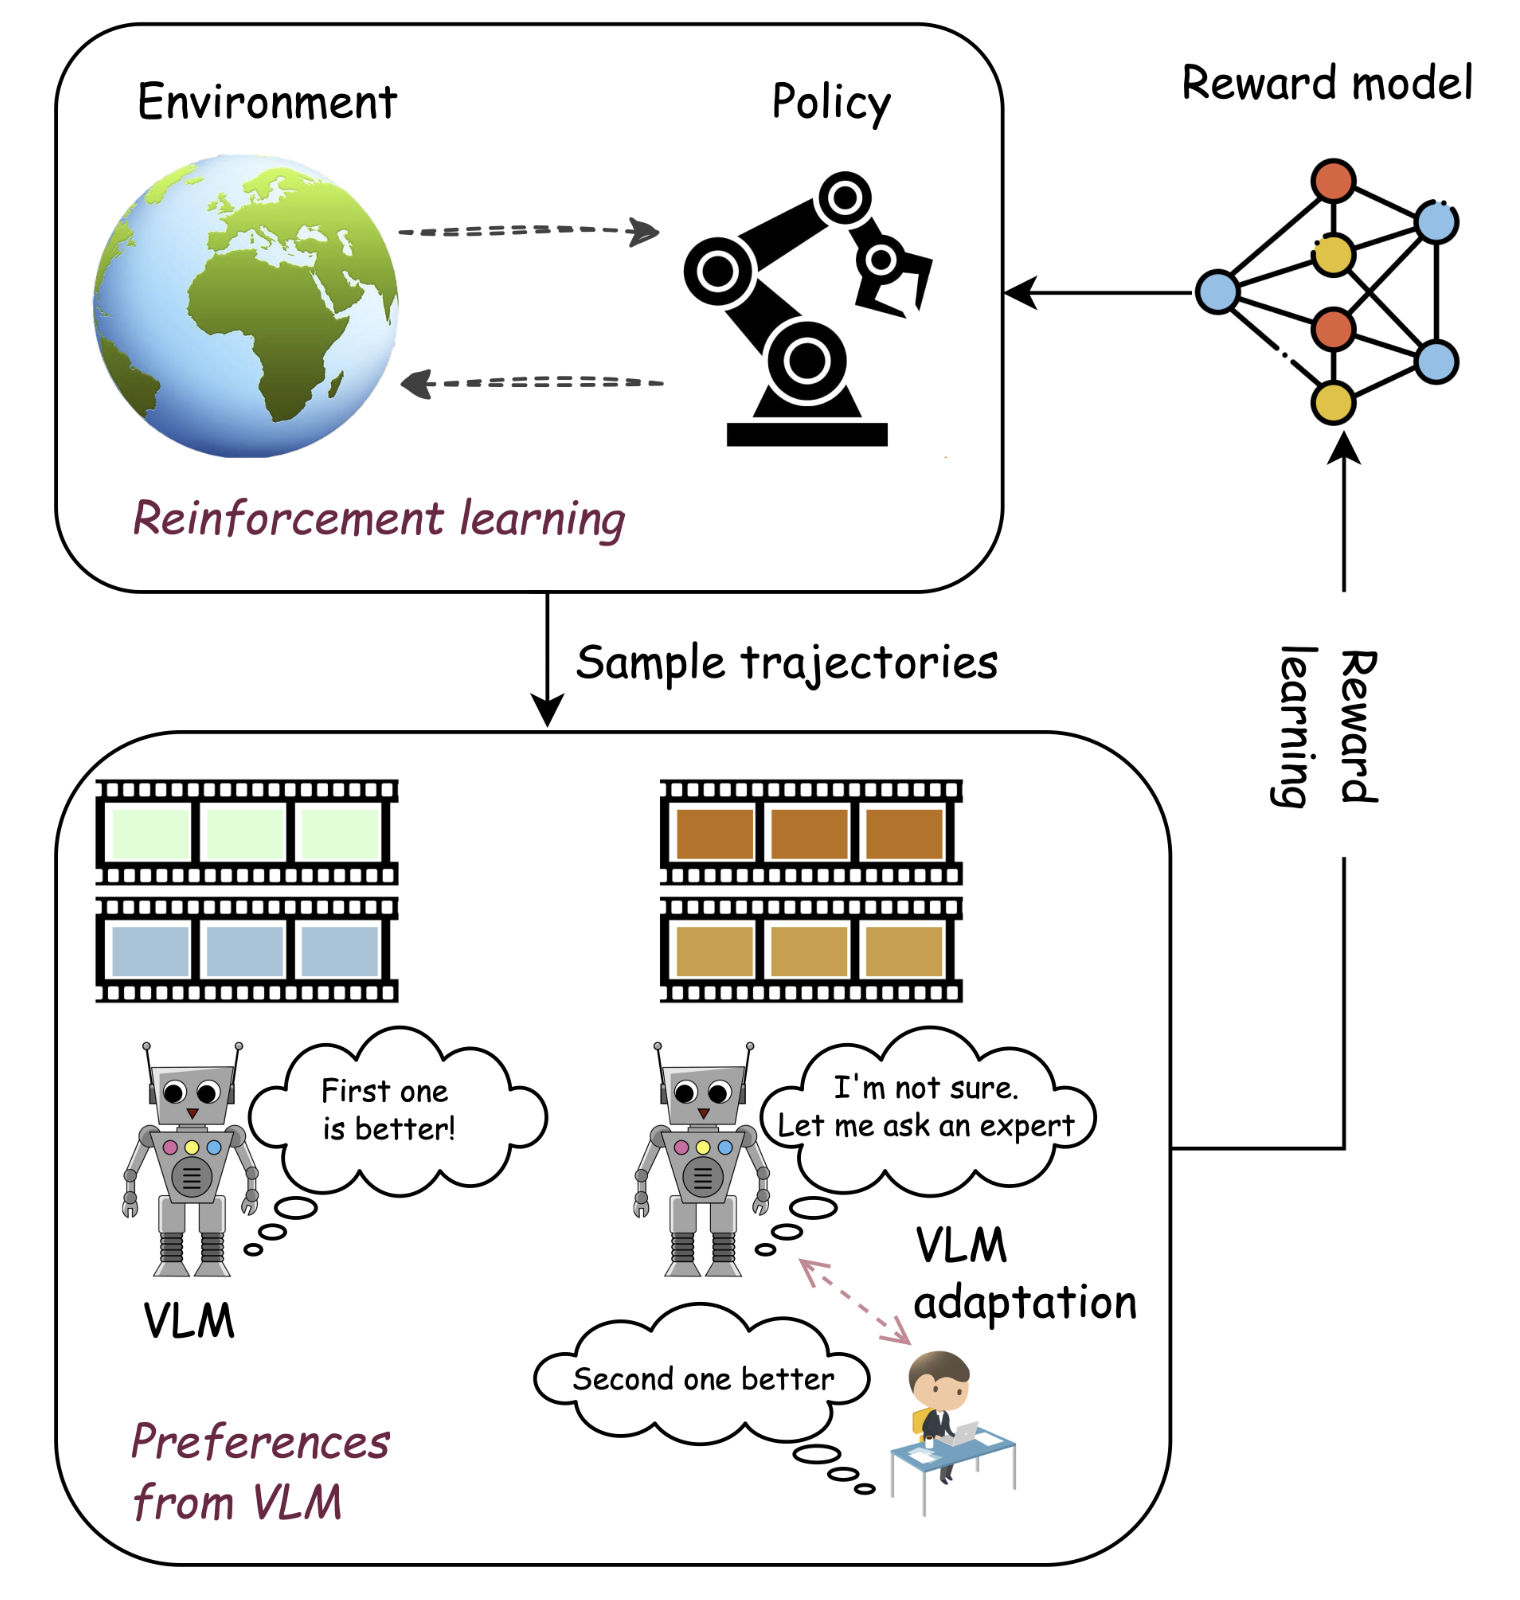 Environment
Policy
Reward model
Reinforcement learning
Sample trajectories
Reward
learning
First one
is better!
I'm not sure.
Let me ask an expert
VLM
VLM
adaptation
Second one better
Preferences
from VLM